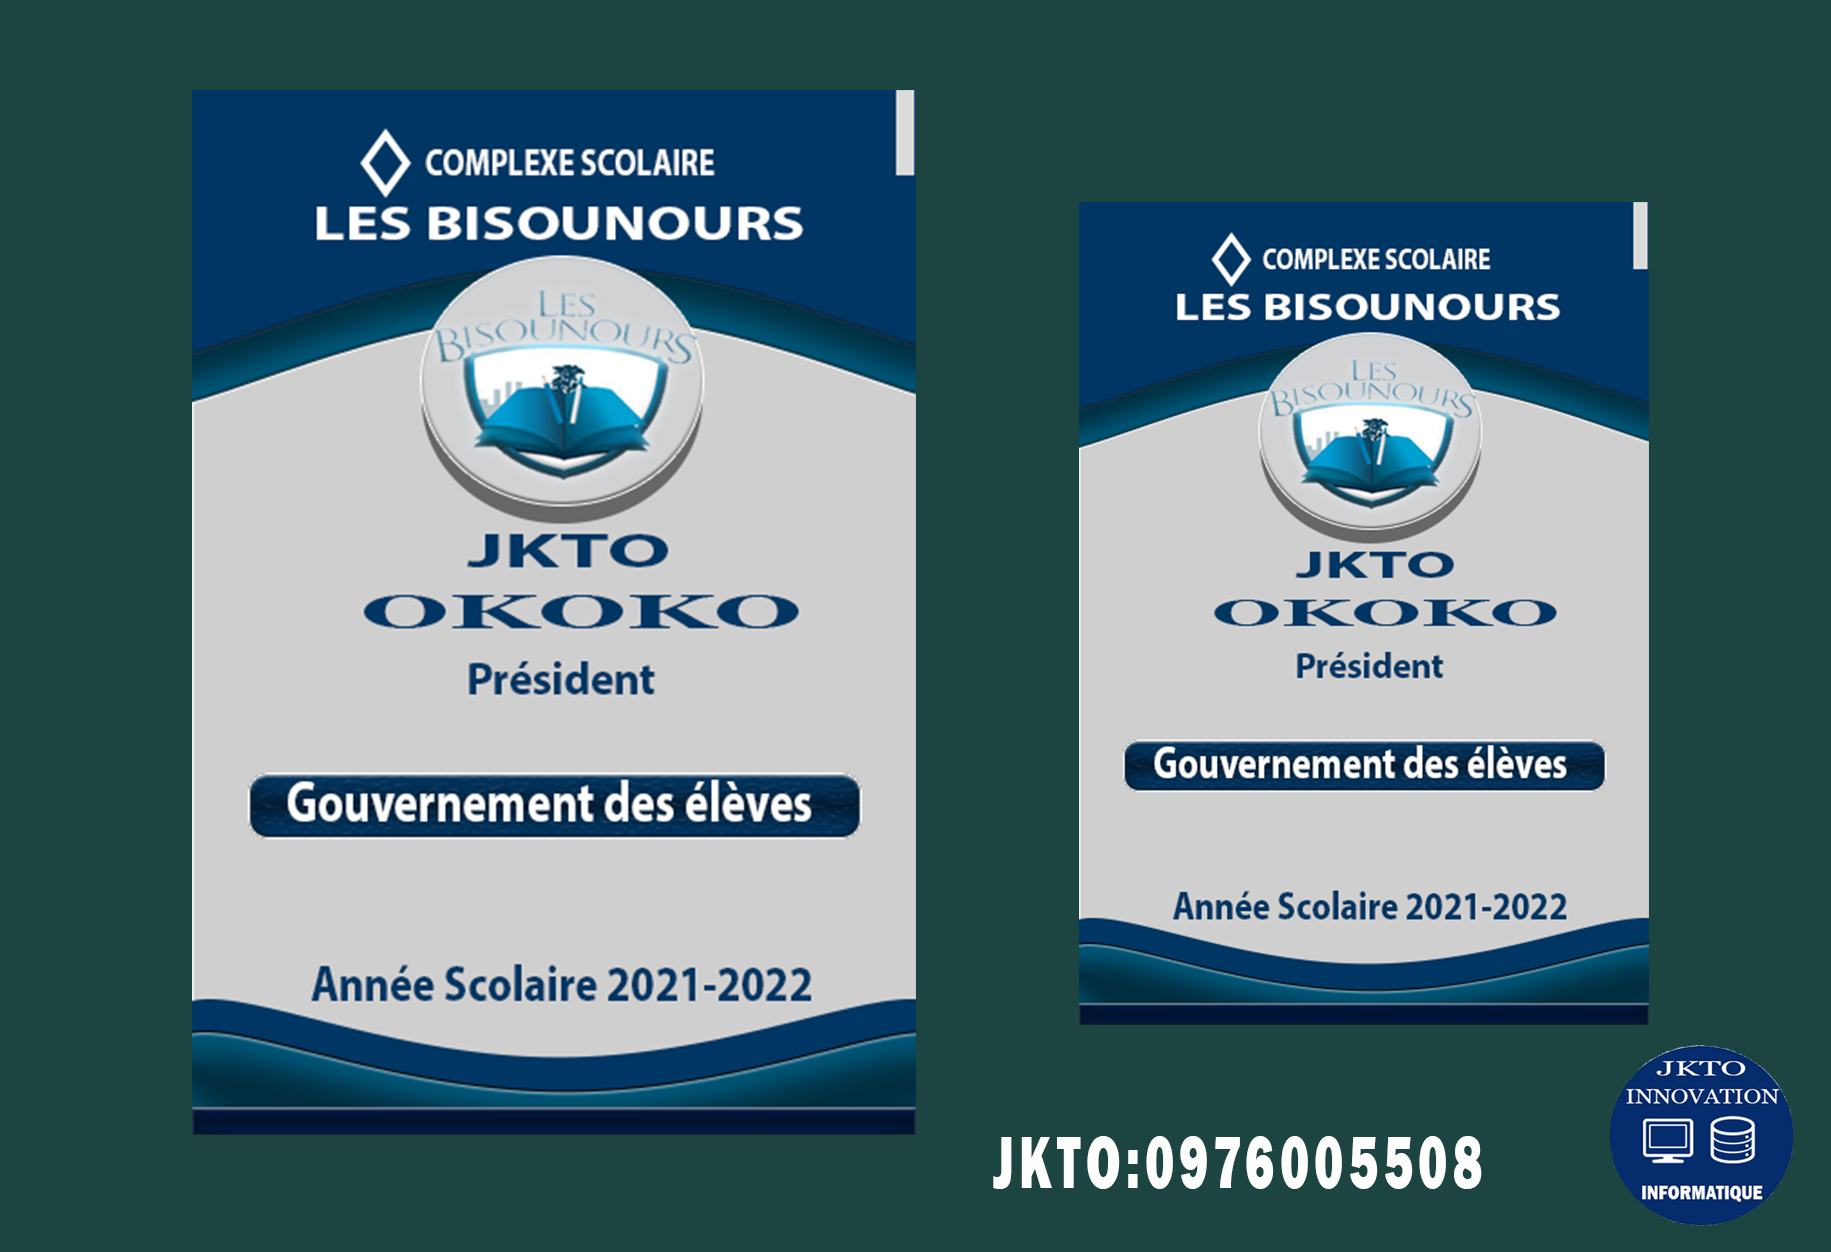 COMPLEXE SCOLAIRE
LES BISOUNOURS
LES
BISOUNOURS
JKTO
OKOKO
Président
Gouvernement des élèves
Année Scolaire 2021-2022
COMPLEXE SCOLAIRE
LES BISOUNOURS
LES
BISOUNOURS
JKTO
OKOKO
Président
Gouvernement des élèves
Année Scolaire 2021-2022
JKTO:0976005508
JKTO
INNOVATION
INFORMATIQUE